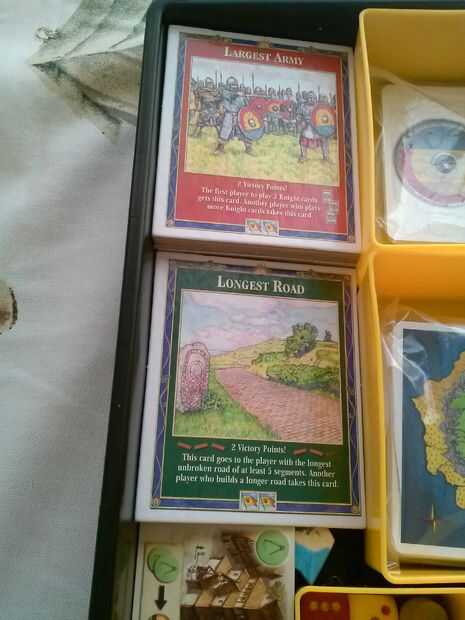 LARGEST ARMY
2 Victory Points!
The first player to play 3 Knight cards
gets this card. Another player who plays
more Knight cards takes this card.
LONGEST ROAD
2 Victory Points!
This card goes to the player with the longest
unbroken road of at least 5 segments. Another
player who builds a longer road takes this card.